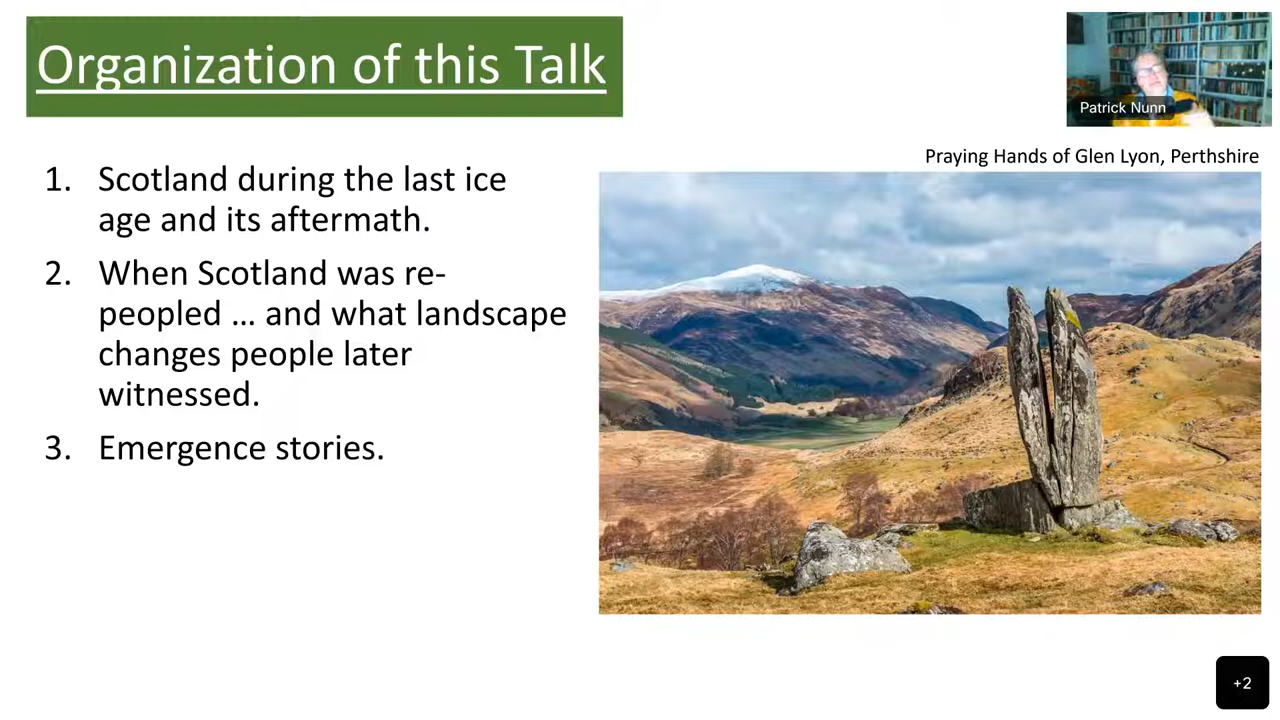 Organization of this Talk
Patrick Nunn
Praying Hands of Glen Lyon, Perthshire
1. Scotland during the last ice
age and its aftermath.
2. When Scotland was re-
peopled … and what landscape
changes people later
witnessed.
3. Emergence stories.
+2